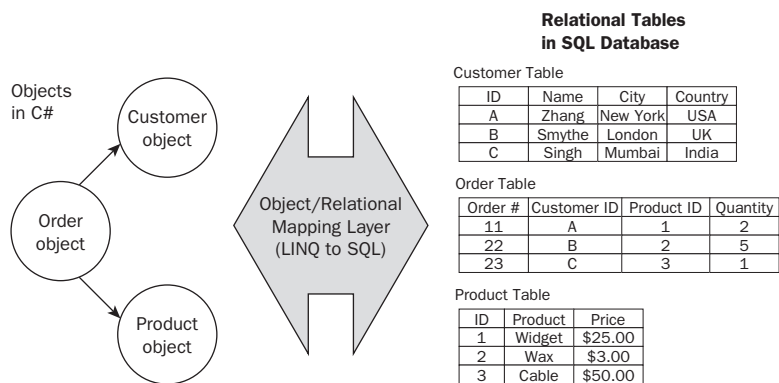 Relational Tables
in SQL Database
Objects
in C#
Customer
object
Order
object
Product
object
Object/Relational
Mapping Layer
(LINQ to SQL)
Customer Table
ID Name City Country
A Zhang New York USA
B Smythe London UK
C Singh Mumbai India
Order Table
Order # Customer ID Product ID Quantity
11 A 1 2
22 B 2 5
23 C 3 1
Product Table
ID Product Price
1 Widget $25.00
2 Wax $3.00
3 Cable $50.00